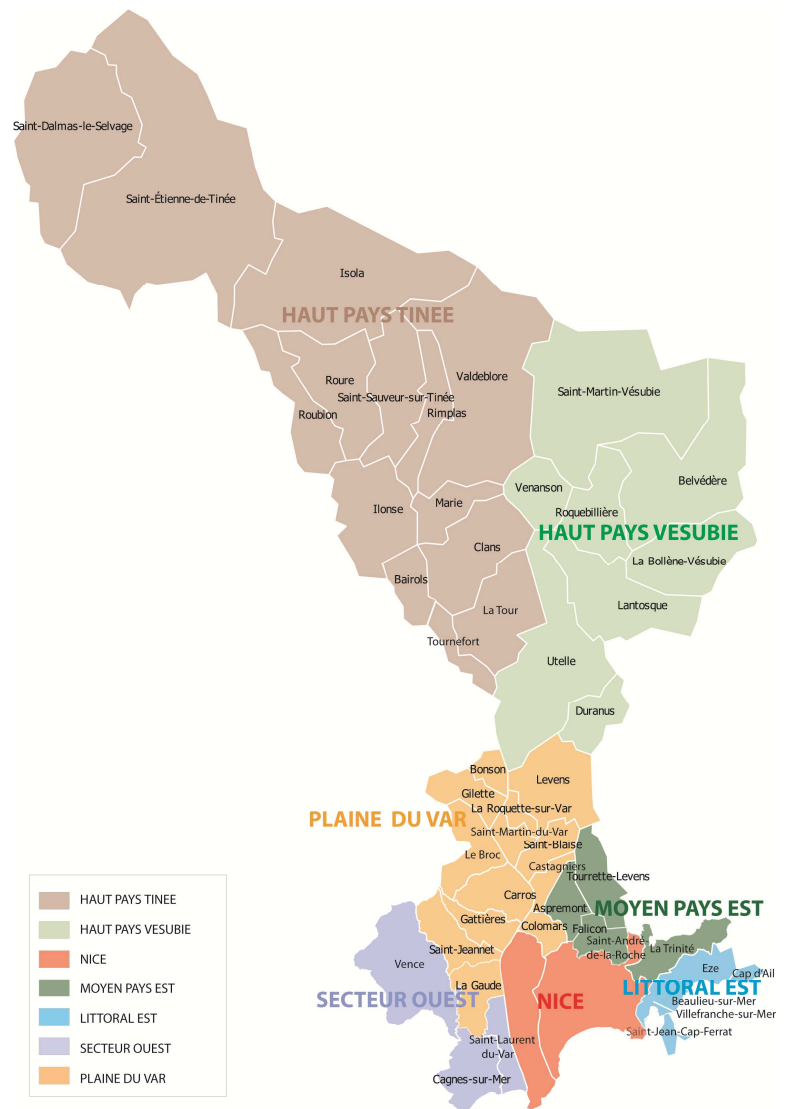 Saint-Dalmas-le-Selvage
Saint-Étienne-de-Tinée
Isola
HAUT PAYS TINEE
Valdeblore
Roure
Saint-Sauveur-sur-Tinée
Roubion
Rimplas
Saint-Martin-Vésubie
Belvédère
Venanson
Marie
Ilonse
Roquebillière
HAUT PAYS VESUBIE
Clans
La Bollène-Vésubie
Bairols
Lantosque
La Tour
Tournefort
Utelle
Duranus
Bonson
Levens
Gilette
La Roquette-sur-Var
PLAINE DU VAR
Saint-Martin-du-Var
Saint-Blaise
Le Broc
Castagniers
Tourrette-Levens
Carros
Aspremont
MOYEN PAYS EST
Gattières
Colomars
Falicon
Saint-André-
de-la-Roche
La Trinité
Saint-Jeannet
Vence
Eze
Cap d'Ail
La Gaude
LITTORAL EST
SECTEUR OUEST
NICE
Beaulieu-sur-Mer
Villefranche-sur-Mer
Saint-Jean-Cap-Ferrat
Saint-Laurent
du-Var
Cagnes-sur-Mer
HAUT PAYS TINEE
HAUT PAYS VESUBIE
NICE
MOYEN PAYS EST
LITTORAL EST
SECTEUR OUEST
PLAINE DU VAR